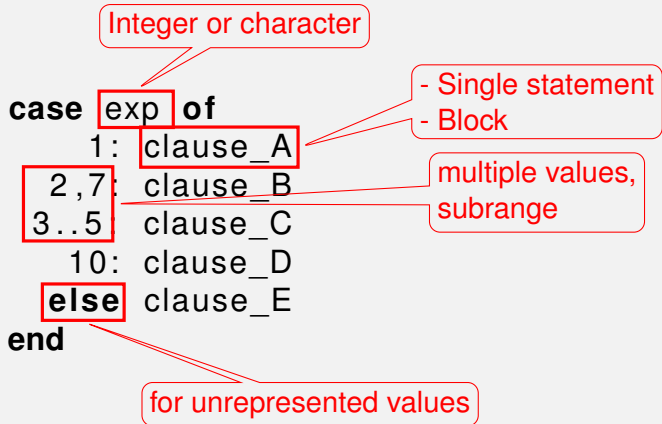 Integer or character
case exp of
- Single statement
- Block
1: clause_A
2,7: clause_B
multiple values,
subrange
3..5: clause_C
10: clause_D
else clause_E
end
for unrepresented values